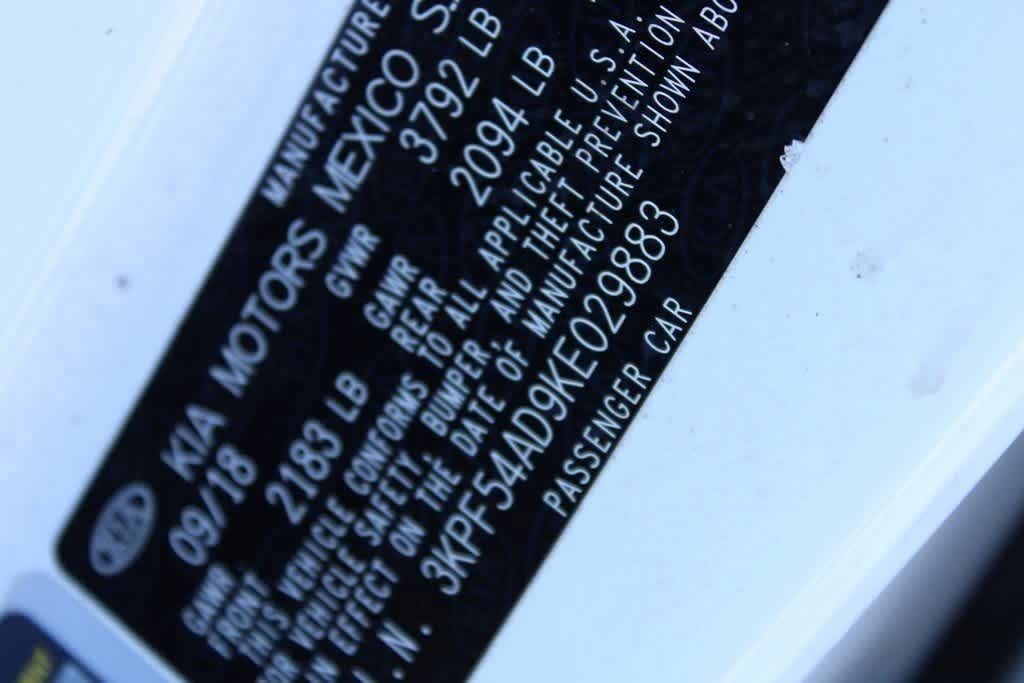 MANUFACTURE
KIA MOTORS MEXICO S.
09/18 GVWR 3792 LB
2183 LB GAWR REAR 2094 LB
GAWR FRONT
THIS VEHICLE CONFORMS TO ALL APPLICABLE U.S.A.
VEHICLE SAFETY, BUMPER, AND THEFT PREVENTION
EFFECT ON THE DATE OF MANUFACTURE SHOWN ABO
.N. 3KPF54AD9KE029883
PASSENGER CAR
KIA